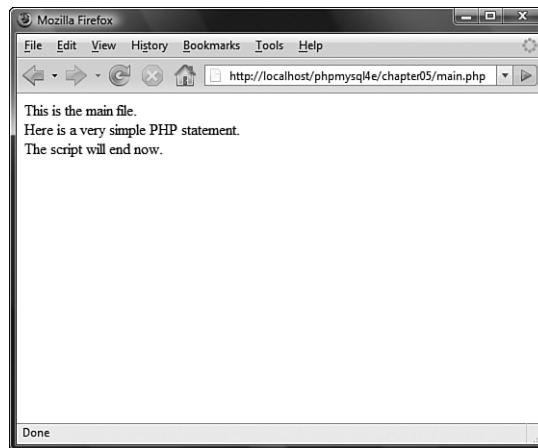 Mozilla Firefox
File Edit View History Bookmarks Tools Help
http://localhost/phpmysql4e/chapter05/main.php
This is the main file.
Here is a very simple PHP statement.
The script will end now.
Done